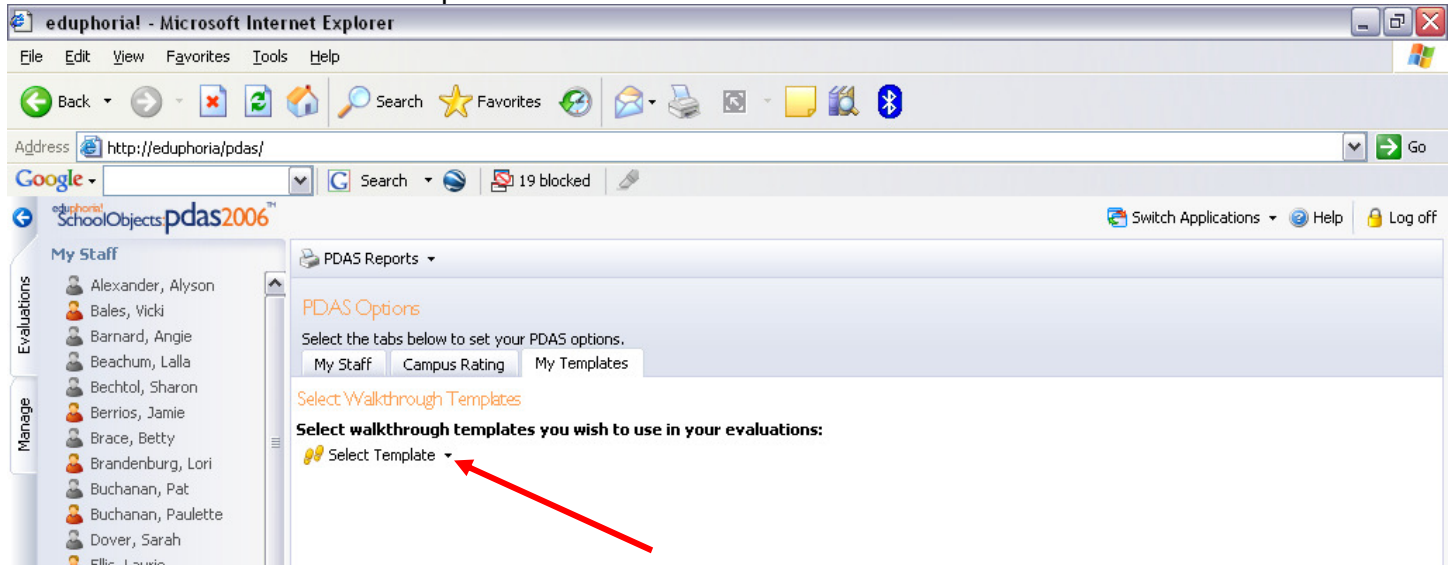 eduphoria! - Microsoft Internet Explorer
File Edit View Favorites Tools Help
Back Search Favorites
Address http://eduphoria/pdas/ Go
Google Search 19 blocked
eduphoria! SchoolObjects:pdas2006™ Switch Applications Help Log off
My Staff
PDAS Reports
Evaluations
Manage
Alexander, Alyson
Bales, Vicki
Barnard, Angie
Beachum, Lalla
Bechtol, Sharon
Berrios, Jamie
Brace, Betty
Brandenburg, Lori
Buchanan, Pat
Buchanan, Paulette
Dover, Sarah
Ellis, Laurie
PDAS Options
Select the tabs below to set your PDAS options.
My Staff Campus Rating My Templates
Select Walkthrough Templates
Select walkthrough templates you wish to use in your evaluations:
Select Template